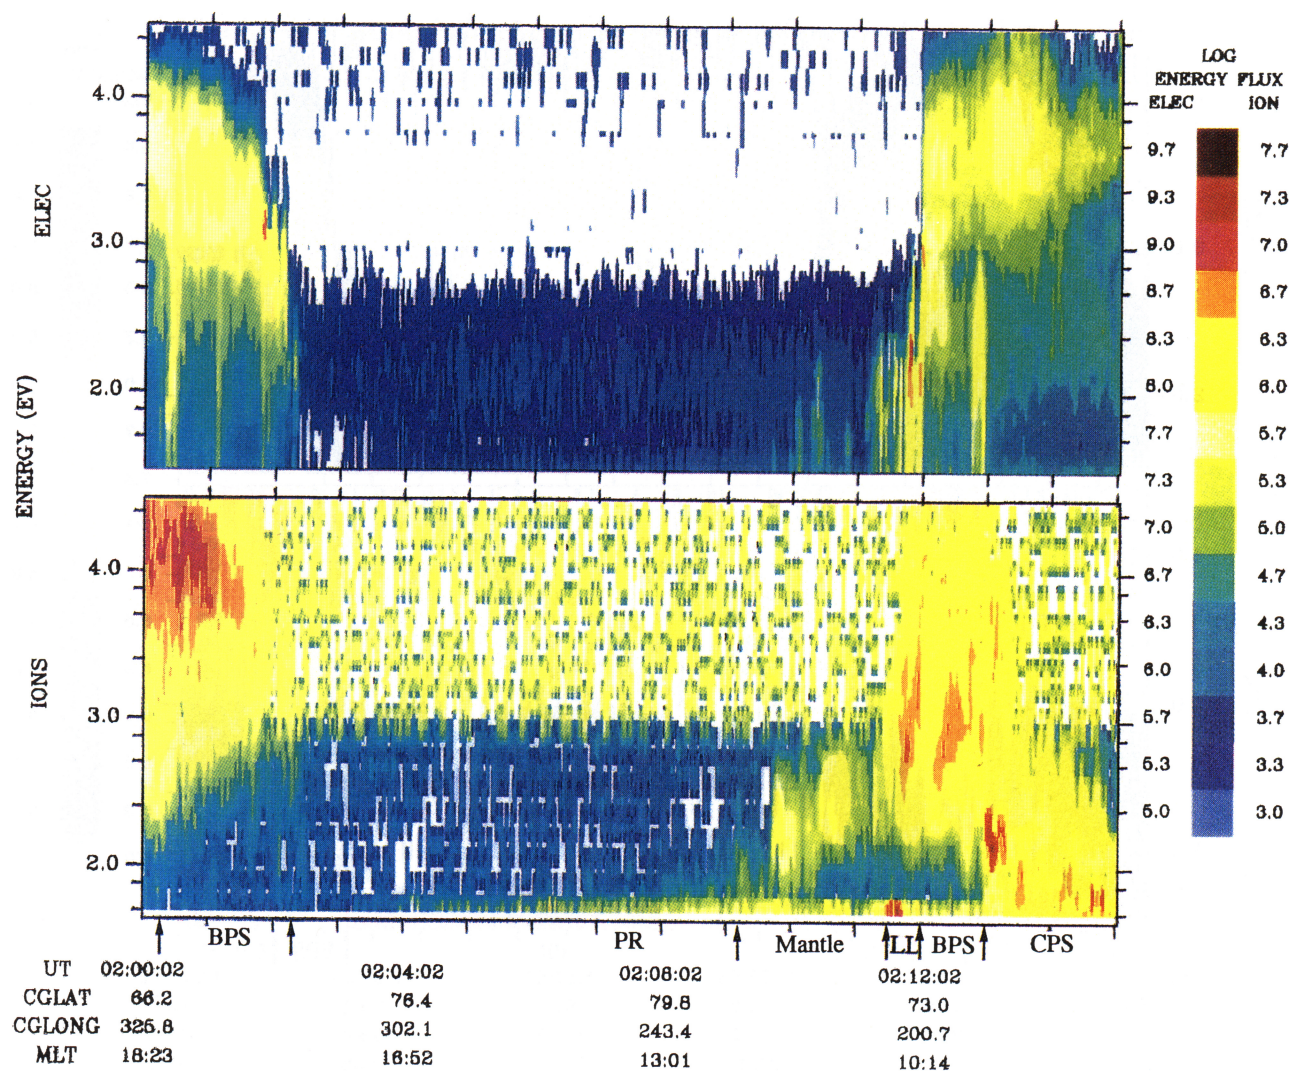 LOG
ENERGY FLUX
ELEC ION
9.7 7.7
9.3 7.3
9.0 7.0
8.7 6.7
8.3 6.3
8.0 6.0
7.7 5.7
7.3 5.3
7.0 5.0
6.7 4.7
6.3 4.3
6.0 4.0
5.7 3.7
5.3 3.3
5.0 3.0
ELEC
4.0
3.0
2.0
ENERGY (EV)
IONS
4.0
3.0
2.0
BPS PR Mantle LL BPS CPS
UT 02:00:02 02:04:02 02:08:02 02:12:02
CGLAT 66.2 76.4 79.8 73.0
CGLONG 325.8 302.1 243.4 200.7
MLT 18:23 16:52 13:01 10:14